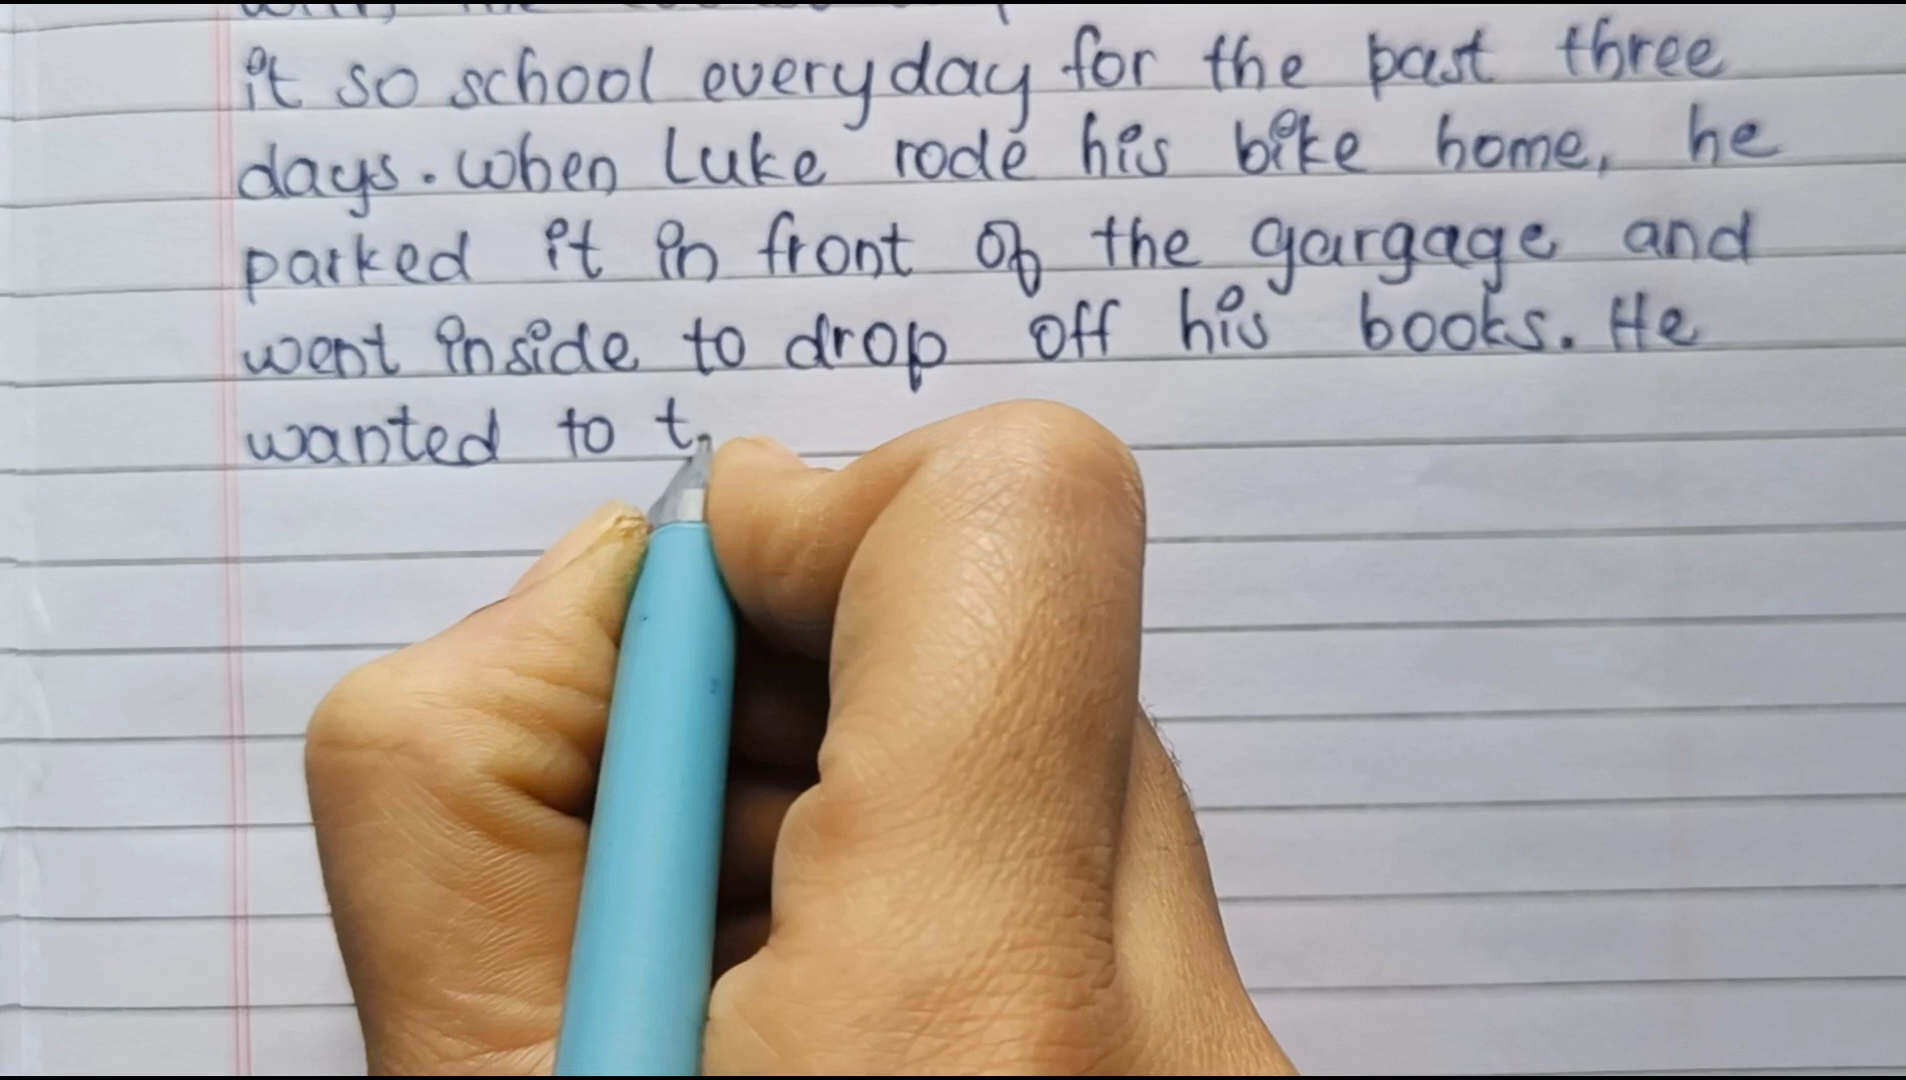 it so school everyday for the past three
days. When Luke rode his bike home, he
parked it in front of the gargage and
went inside to drop off his books. He
wanted to t